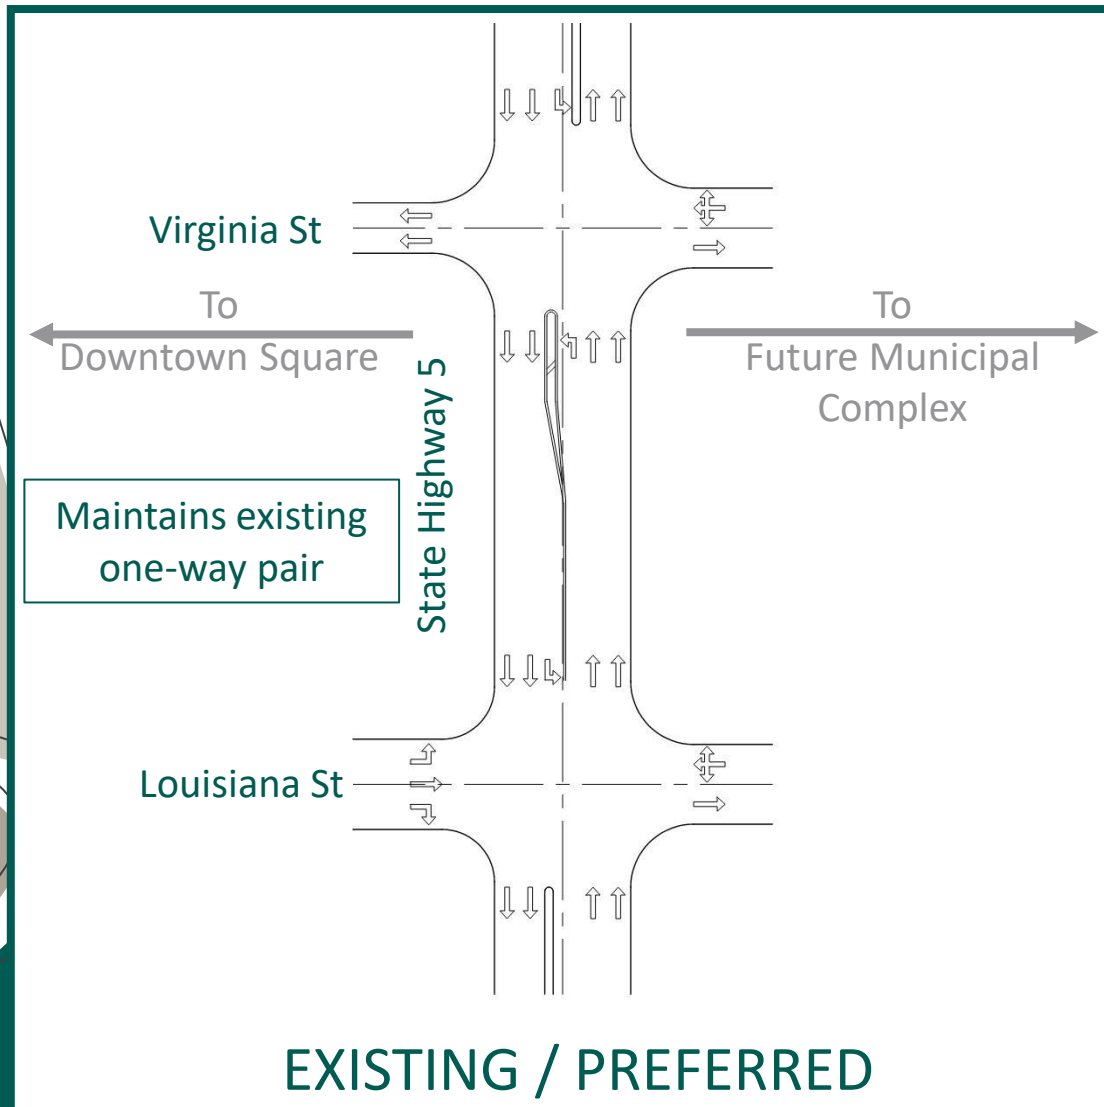 Virginia St
To
Downtown Square
To
Future Municipal
Complex
State Highway 5
Maintains existing
one-way pair
Louisiana St
EXISTING / PREFERRED